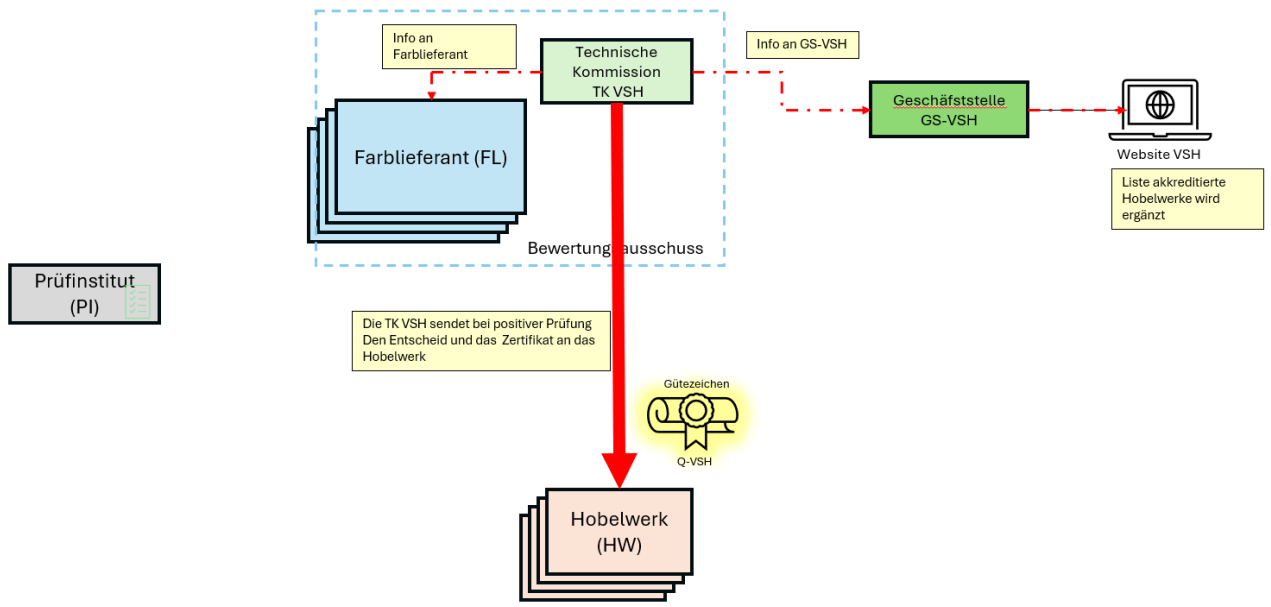 Info an
Farblieferant
Technische
Kommission
TK VSH
Info an GS-VSH
Geschäfststelle
GS-VSH
Website VSH
Liste akkreditierte
Hobelwerke wird
ergänzt
Farblieferant (FL)
Bewertungsausschuss
Prüfinstitut
(PI)
Die TK VSH sendet bei positiver Prüfung
Den Entscheid und das Zertifikat an das
Hobelwerk
Gütezeichen
Q-VSH
Hobelwerk
(HW)